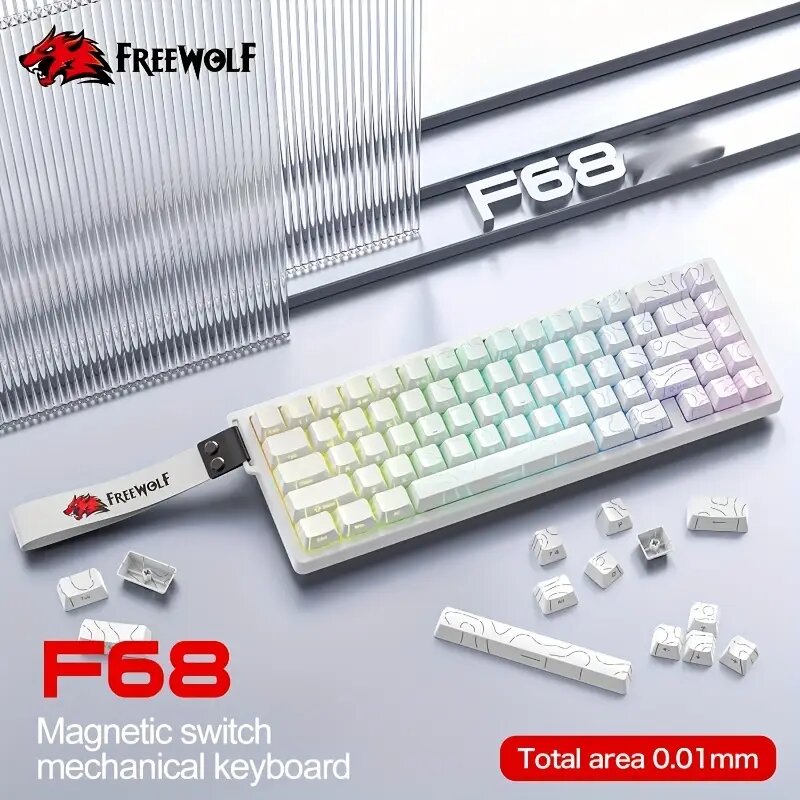 FREEWOLF
F68
FREEWOLF
F68
Magnetic switch
mechanical keyboard
Total area 0.01mm